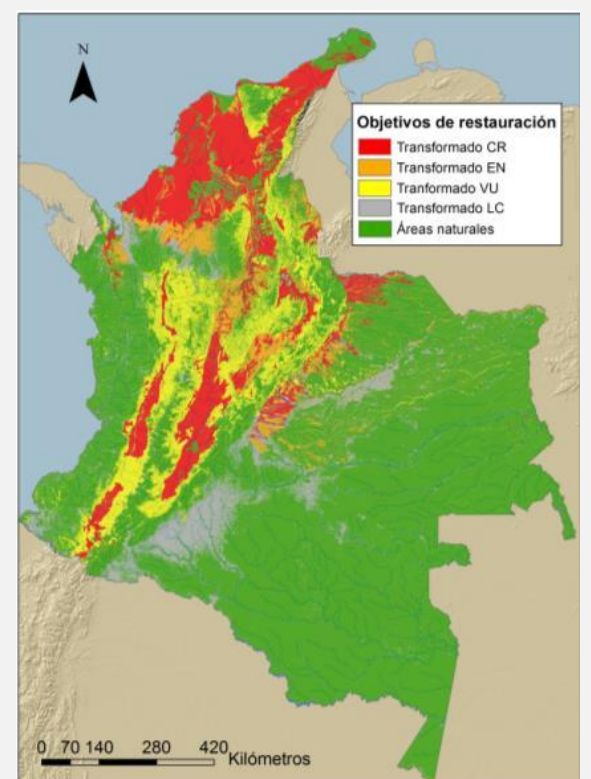 N
Objetivos de restauración
Transformado CR
Transformado EN
Tranformado VU
Transformado LC
Áreas naturales
0 70 140 280 420
Kilómetros